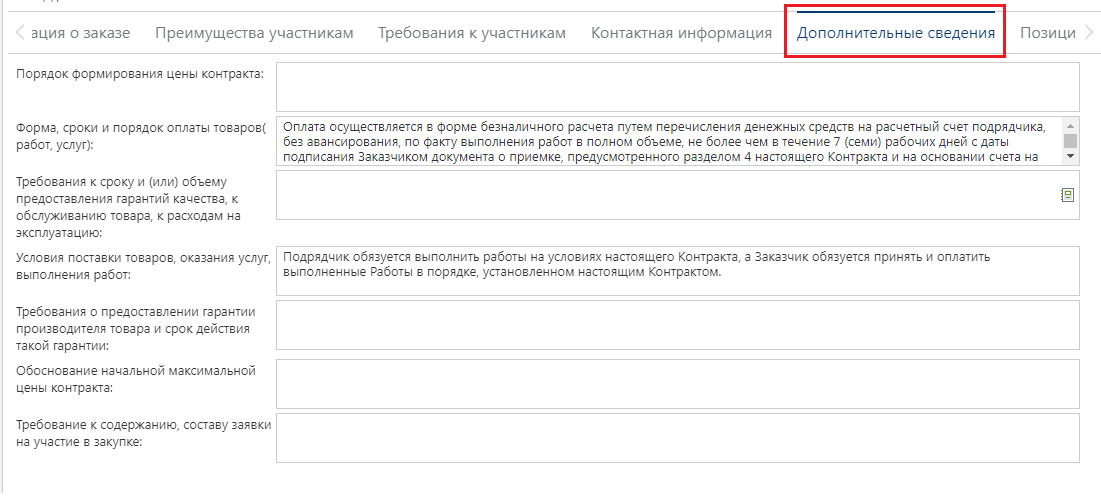 ация о заказе Преимущества участникам Требования к участникам Контактная информация Дополнительные сведения Позици
Порядок формирования цены контракта:
Форма, сроки и порядок оплаты товаров(
работ, услуг):
Оплата осуществляется в форме безналичного расчета путем перечисления денежных средств на расчетный счет подрядчика,
без авансирования, по факту выполнения работ в полном объеме, не более чем в течение 7 (семи) рабочих дней с даты
подписания Заказчиком документа о приемке, предусмотренного разделом 4 настоящего Контракта и на основании счета на
Требования к сроку и (или) объему
предоставления гарантий качества, к
обслуживанию товара, к расходам на
эксплуатацию:
Условия поставки товаров, оказания услуг,
выполнения работ:
Подрядчик обязуется выполнить работы на условиях настоящего Контракта, а Заказчик обязуется принять и оплатить
выполненные Работы в порядке, установленном настоящим Контрактом.
Требования о предоставлении гарантии
производителя товара и срок действия
такой гарантии:
Обоснование начальной максимальной
цены контракта:
Требование к содержанию, составу заявки
на участие в закупке: